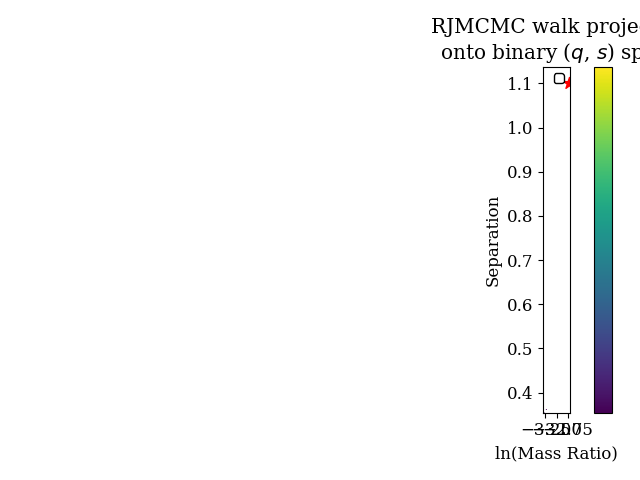 RJMCMC walk proje
onto binary (q, s) sp
1.1
1.0
0.9
0.8
0.7
0.6
0.5
0.4
Separation
ln(Mass Ratio)